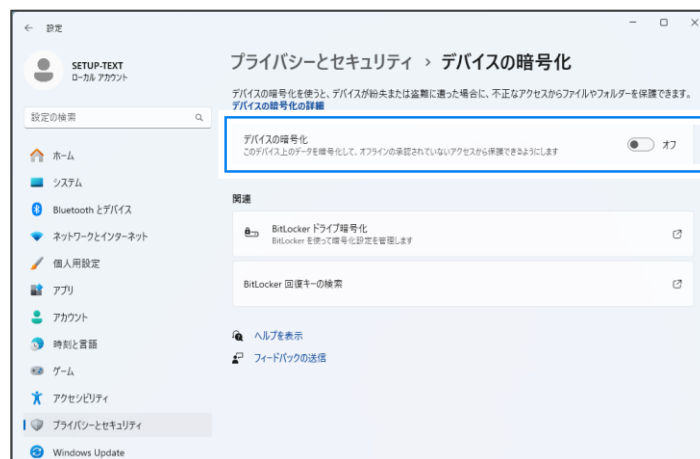 設定
SETUP-TEXT
ローカル アカウント
設定の検索
ホーム
システム
Bluetooth とデバイス
ネットワークとインターネット
個人用設定
アプリ
アカウント
時刻と言語
ゲーム
アクセシビリティ
プライバシーとセキュリティ
Windows Update
プライバシーとセキュリティ › デバイスの暗号化
デバイスの暗号化を使うと、デバイスが紛失または盗難に遭った場合に、不正なアクセスからファイルやフォルダーを保護できます。
デバイスの暗号化の詳細
デバイスの暗号化
このデバイス上のデータを暗号化して、オフラインの承認されていないアクセスから保護できるようにします
オフ
関連
BitLocker ドライブ暗号化
BitLocker を使って暗号化設定を管理します
BitLocker 回復キーの検索
ヘルプを表示
フィードバックの送信